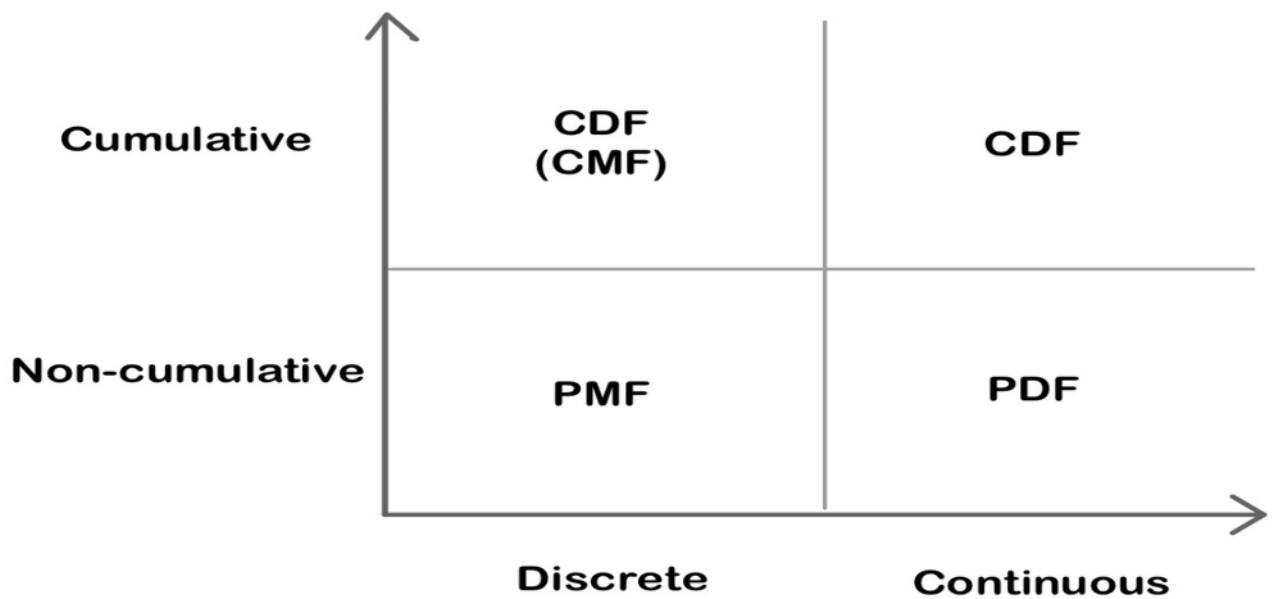 Cumulative
CDF
(CMF)
CDF
Non-cumulative
PMF
PDF
Discrete
Continuous